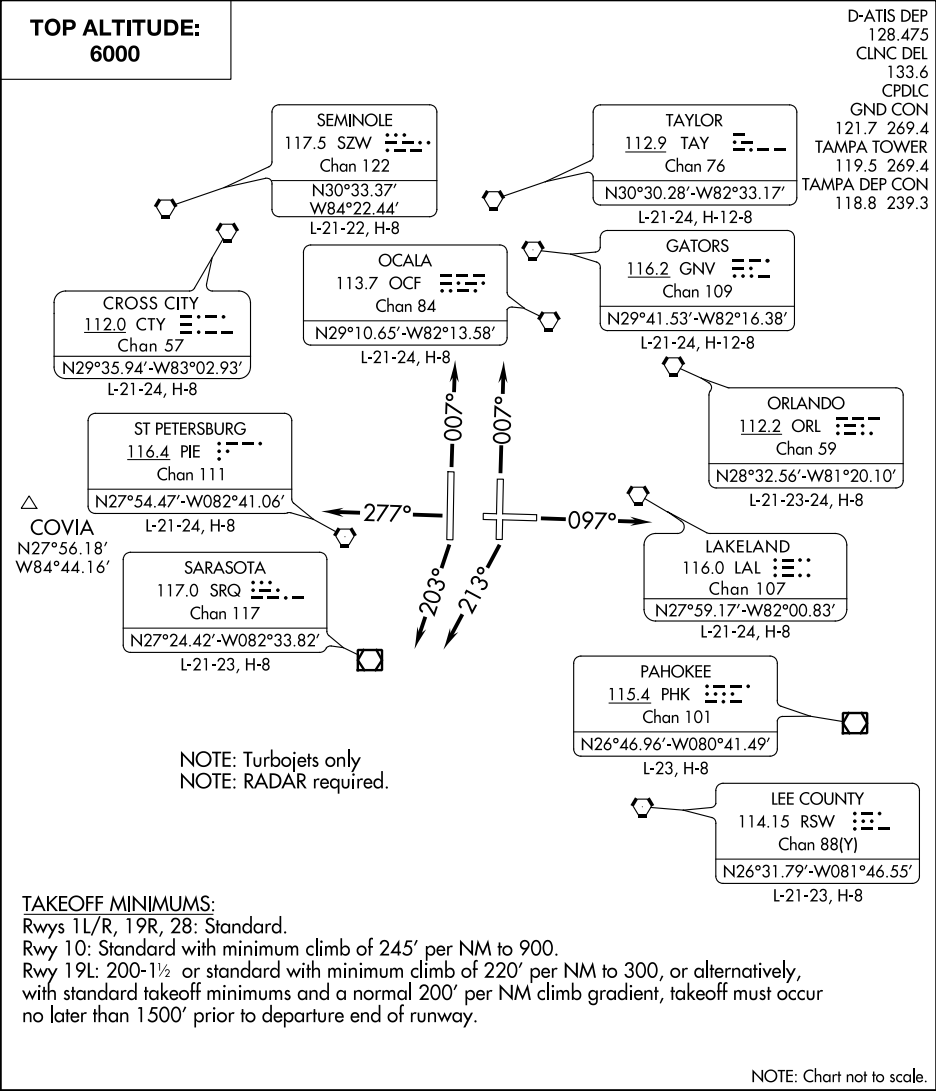 TOP ALTITUDE:
6000
D-ATIS DEP
128.475
CLNC DEL
133.6
CPDLC
GND CON
121.7 269.4
TAMPA TOWER
119.5 269.4
TAMPA DEP CON
118.8 239.3
SEMINOLE
117.5 SZW
Chan 122
N30°33.37′
W84°22.44′
L-21-22, H-8
TAYLOR
112.9 TAY
Chan 76
N30°30.28′-W82°33.17′
L-21-24, H-12-8
OCALA
113.7 OCF
Chan 84
N29°10.65′-W82°13.58′
L-21-24, H-8
GATORS
116.2 GNV
Chan 109
N29°41.53′-W82°16.38′
L-21-24, H-12-8
CROSS CITY
112.0 CTY
Chan 57
N29°35.94′-W83°02.93′
L-21-24, H-8
ORLANDO
112.2 ORL
Chan 59
N28°32.56′-W81°20.10′
L-21-23-24, H-8
007°
007°
ST PETERSBURG
116.4 PIE
Chan 111
N27°54.47′-W082°41.06′
L-21-24, H-8
COVIA
N27°56.18′
W84°44.16′
277°
097°
203°
213°
LAKELAND
116.0 LAL
Chan 107
N27°59.17′-W82°00.83′
L-21-24, H-8
SARASOTA
117.0 SRQ
Chan 117
N27°24.42′-W082°33.82′
L-21-23, H-8
PAHOKEE
115.4 PHK
Chan 101
N26°46.96′-W080°41.49′
L-23, H-8
NOTE: Turbojets only
NOTE: RADAR required.
LEE COUNTY
114.15 RSW
Chan 88(Y)
N26°31.79′-W081°46.55′
L-21-23, H-8
TAKEOFF MINIMUMS:
Rwys 1L/R, 19R, 28: Standard.
Rwy 10: Standard with minimum climb of 245′ per NM to 900.
Rwy 19L: 200-1½ or standard with minimum climb of 220′ per NM to 300, or alternatively,
with standard takeoff minimums and a normal 200′ per NM climb gradient, takeoff must occur
no later than 1500′ prior to departure end of runway.
NOTE: Chart not to scale.